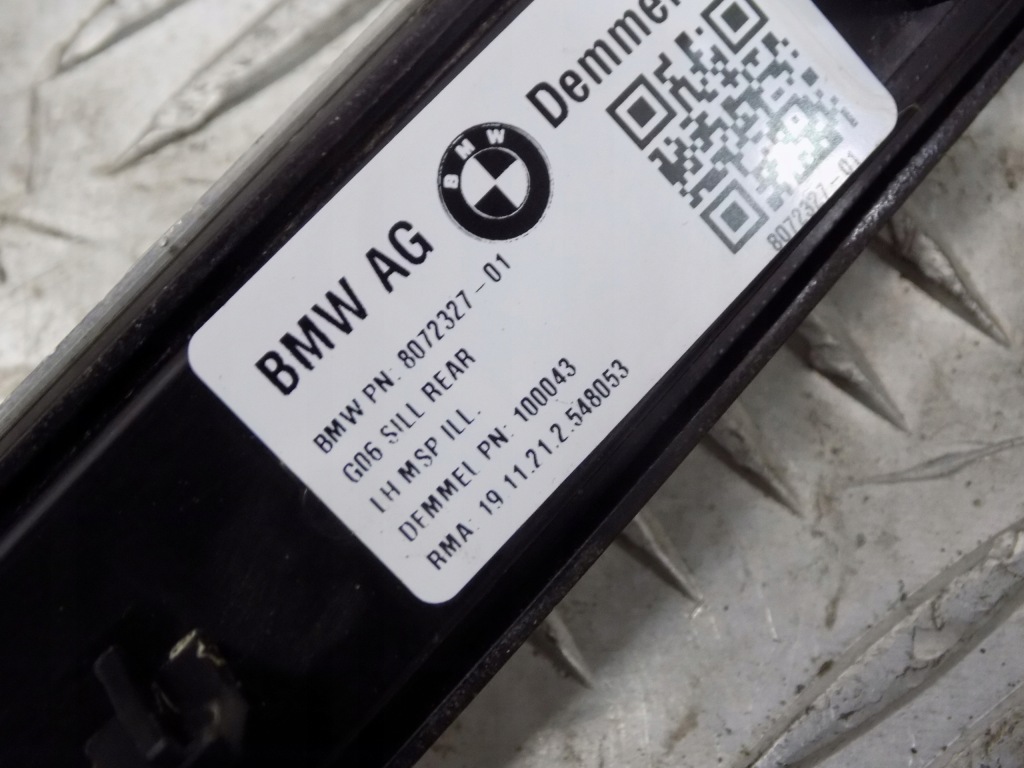 BMW AG
BMW
Demmel
BMW PN: 8072327-01
G06 SILL REAR
LH MSP ILL.
DEMMEL PN: 100043
RMA: 19.11.21.2.548053
8072327-01